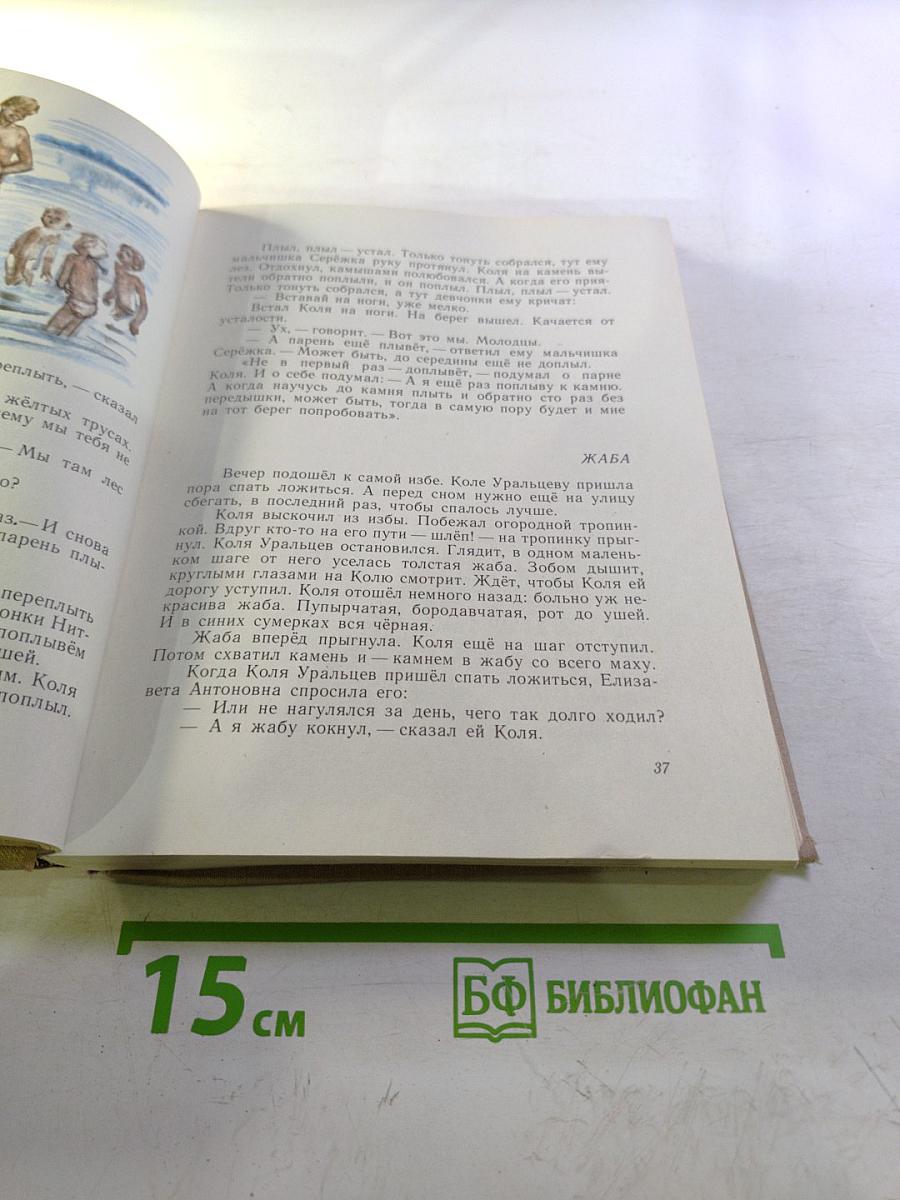 реплыть, — сказал
жёлтых трусах.
ему мы тебя не
— Мы там лес
о?
аз.— И снова
парень плы-
переплыть
онки Нит-
поплывём
шей.
им. Коля
поплыл.
Плыл, плыл — устал. Только тонуть собрался, тут ему
мальчишка Серёжка руку протянул. Коля на камень вы-
лез. Отдохнул, камышами полюбовался. А когда его прия-
тели обратно поплыли, и он поплыл. Плыл, плыл — устал.
Только тонуть собрался, а тут девчонки ему кричат:
— Вставай на ноги, уже мелко.
Встал Коля на ноги. На берег вышел. Качается от
усталости.
— Ух, — говорит. — Вот это мы. Молодцы.
— А парень ещё плывёт, — ответил ему мальчишка
Серёжка. — Может быть, до середины ещё не доплыл.
«Не в первый раз — доплывёт, — подумал о парне
Коля. И о себе подумал: — А я ещё раз поплыву к камню.
А когда научусь до камня плыть и обратно сто раз без
передышки, может быть, тогда в самую пору будет и мне
на тот берег попробовать».
ЖАБА
Вечер подошёл к самой избе. Коле Уральцеву пришла
пора спать ложиться. А перед сном нужно ещё на улицу
сбегать, в последний раз, чтобы спалось лучше.
Коля выскочил из избы. Побежал огородной тропин-
кой. Вдруг кто-то на его пути — шлёп! — на тропинку прыг-
нул. Коля Уральцев остановился. Глядит, в одном малень-
ком шаге от него уселась толстая жаба. Зобом дышит,
круглыми глазами на Колю смотрит. Ждёт, чтобы Коля ей
дорогу уступил. Коля отошёл немного назад: больно уж не-
красива жаба. Пупырчатая, бородавчатая, рот до ушей.
И в синих сумерках вся чёрная.
Жаба вперёд прыгнула. Коля ещё на шаг отступил.
Потом схватил камень и — камнем в жабу со всего маху.
Когда Коля Уральцев пришёл спать ложиться, Елиза-
вета Антоновна спросила его:
— Или не нагулялся за день, чего так долго ходил?
— А я жабу кокнул, — сказал ей Коля.
37
15 см
БФ БИБЛИОФАН